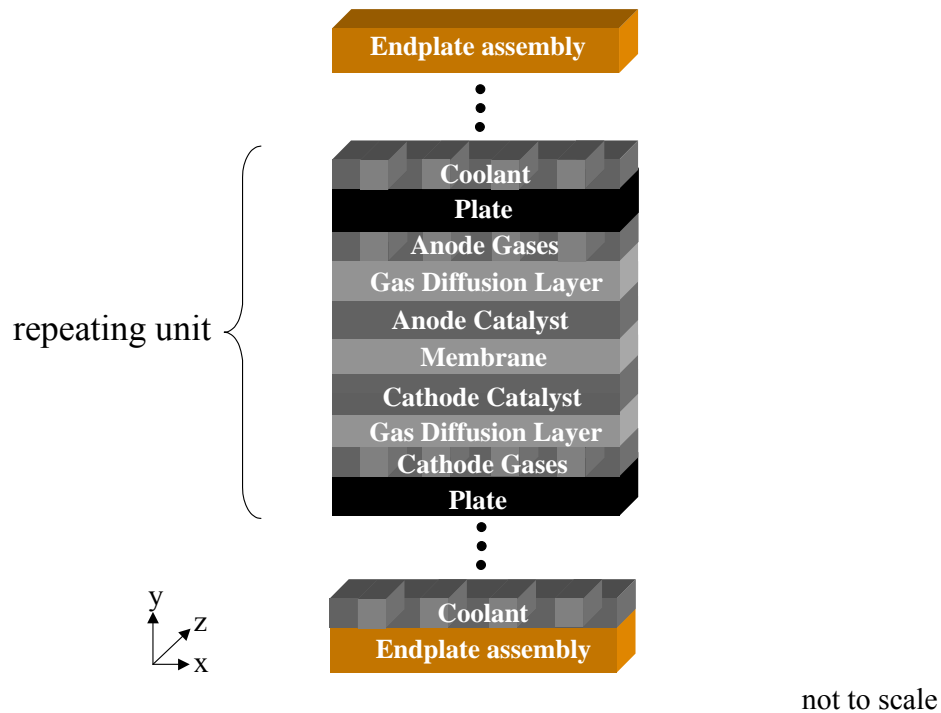 Endplate assembly
Coolant
Plate
Anode Gases
Gas Diffusion Layer
Anode Catalyst
repeating unit
Membrane
Cathode Catalyst
Gas Diffusion Layer
Cathode Gases
Plate
y
z
x
Coolant
Endplate assembly
not to scale